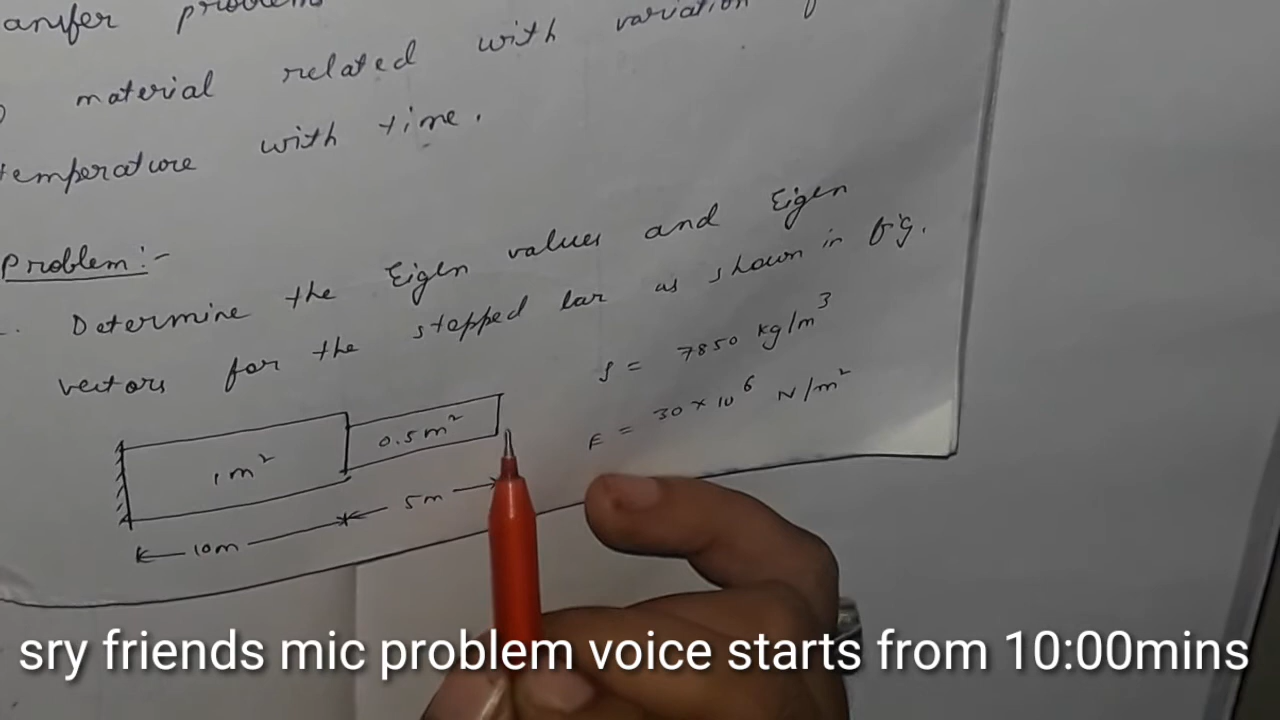 ansfer problems
material related with variation
temperature with time.
Problem:-
Determine the Eigen values and Eigen
vectors for the stepped bar as shown in fig.
ρ = 7850 kg/m³
E = 30 × 10⁶ N/m²
1m² 0.5m²
10m 5m
sry friends mic problem voice starts from 10:00mins